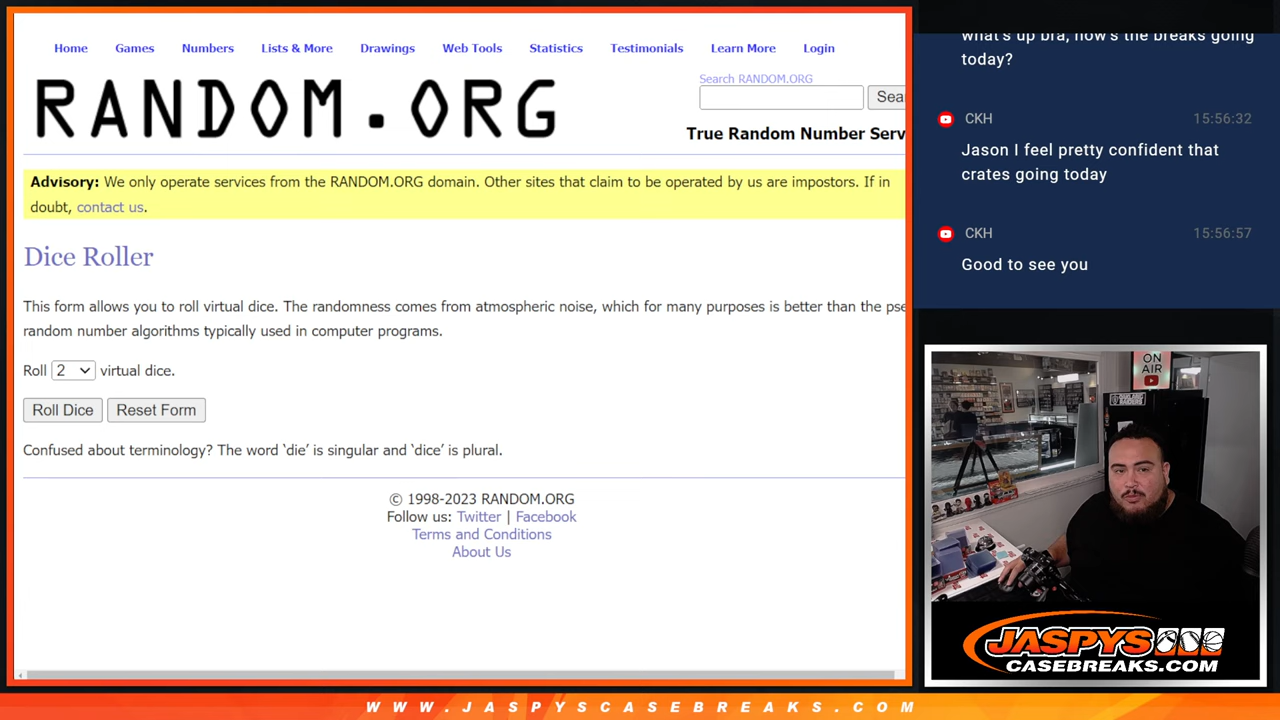 Home Games Numbers Lists & More Drawings Web Tools Statistics Testimonials Learn More Login
RANDOM.ORG
Search RANDOM.ORG
Sear
True Random Number Serv
Advisory: We only operate services from the RANDOM.ORG domain. Other sites that claim to be operated by us are impostors. If in
doubt, contact us.
Dice Roller
This form allows you to roll virtual dice. The randomness comes from atmospheric noise, which for many purposes is better than the pse
random number algorithms typically used in computer programs.
Roll 2 virtual dice.
Roll Dice Reset Form
Confused about terminology? The word ‘die’ is singular and ‘dice’ is plural.
© 1998-2023 RANDOM.ORG
Follow us: Twitter | Facebook
Terms and Conditions
About Us
what's up bra, how's the breaks going
today?
CKH 15:56:32
Jason I feel pretty confident that
crates going today
CKH 15:56:57
Good to see you
ON
AIR
JASPYS
CASEBREAKS.COM
WWW.JASPYSCASEBREAKS.COM